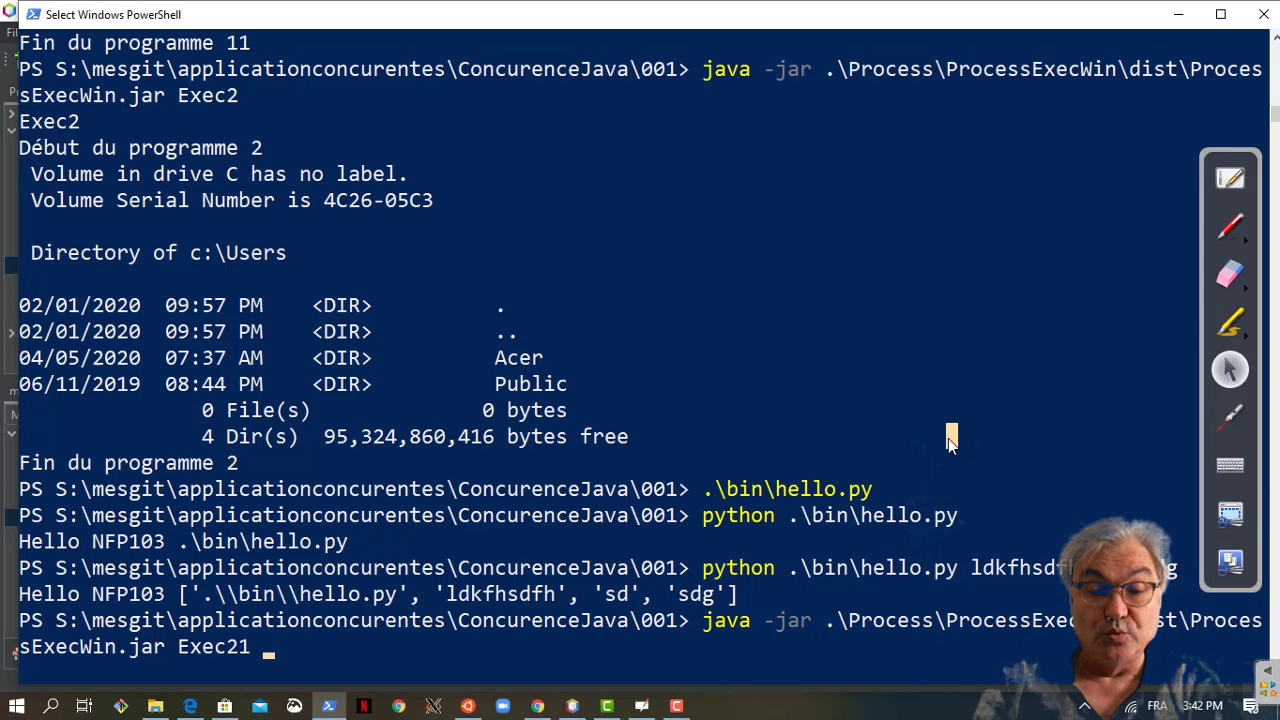 Select Windows PowerShell
Fin du programme 11
PS S:\mesgit\applicationconcurentes\ConcurenceJava\001> java -jar .\Process\ProcessExecWin\dist\Proces
sExecWin.jar Exec2
Exec2
Début du programme 2
Volume in drive C has no label.
Volume Serial Number is 4C26-05C3
Directory of c:\Users
02/01/2020 09:57 PM <DIR> .
02/01/2020 09:57 PM <DIR> ..
04/05/2020 07:37 AM <DIR> Acer
06/11/2019 08:44 PM <DIR> Public
0 File(s) 0 bytes
4 Dir(s) 95,324,860,416 bytes free
Fin du programme 2
PS S:\mesgit\applicationconcurentes\ConcurenceJava\001> .\bin\hello.py
PS S:\mesgit\applicationconcurentes\ConcurenceJava\001> python .\bin\hello.py
Hello NFP103 .\bin\hello.py
PS S:\mesgit\applicationconcurentes\ConcurenceJava\001> python .\bin\hello.py
Hello NFP103 ['.\\bin\\hello.py', 'ldkfhsdfh', 'sd', 'sdg']
PS S:\mesgit\applicationconcurentes\ConcurenceJava\001> java -jar
sExecWin.jar Exec21
FR 3:42 PM